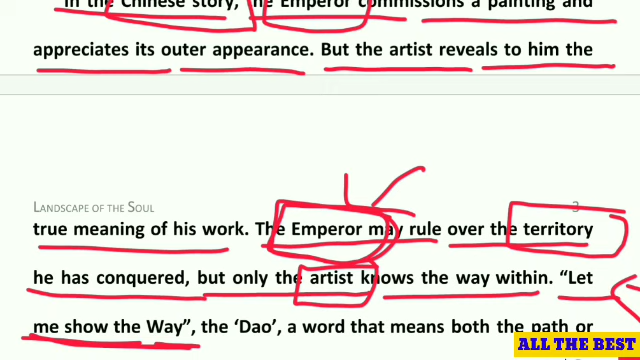 in the Chinese story, the Emperor commissions a painting and
appreciates its outer appearance. But the artist reveals to him the
LANDSCAPE OF THE SOUL 3
true meaning of his work. The Emperor may rule over the territory
he has conquered, but only the artist knows the way within. “Let
me show the Way”, the ‘Dao’, a word that means both the path or
ALL THE BEST